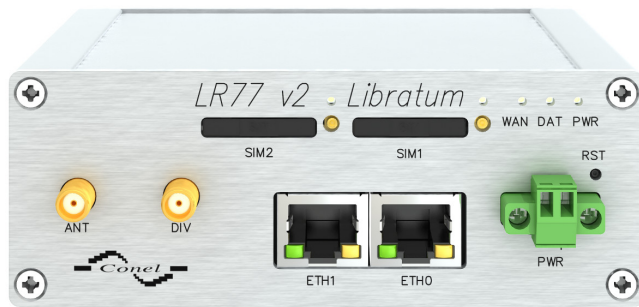 LR77 v2 Libratum
WAN DAT PWR
SIM2 SIM1
RST
ANT DIV
PWR
Conel
ETH1 ETH0